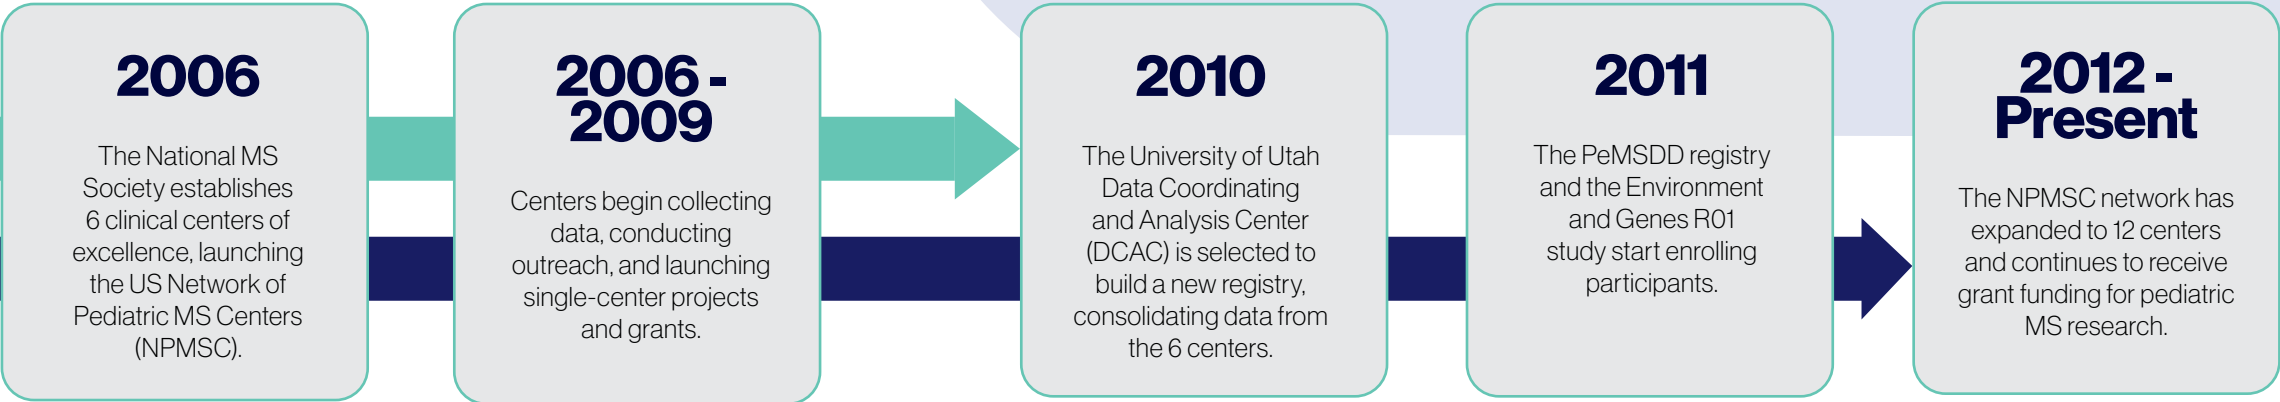 2006
The National MS
Society establishes
6 clinical centers of
excellence, launching
the US Network of
Pediatric MS Centers
(NPMSC).
2006 -
2009
Centers begin collecting
data, conducting
outreach, and launching
single-center projects
and grants.
2010
The University of Utah
Data Coordinating
and Analysis Center
(DCAC) is selected to
build a new registry,
consolidating data from
the 6 centers.
2011
The PeMSDD registry
and the Environment
and Genes R01
study start enrolling
participants.
2012 -
Present
The NPMSC network has
expanded to 12 centers
and continues to receive
grant funding for pediatric
MS research.